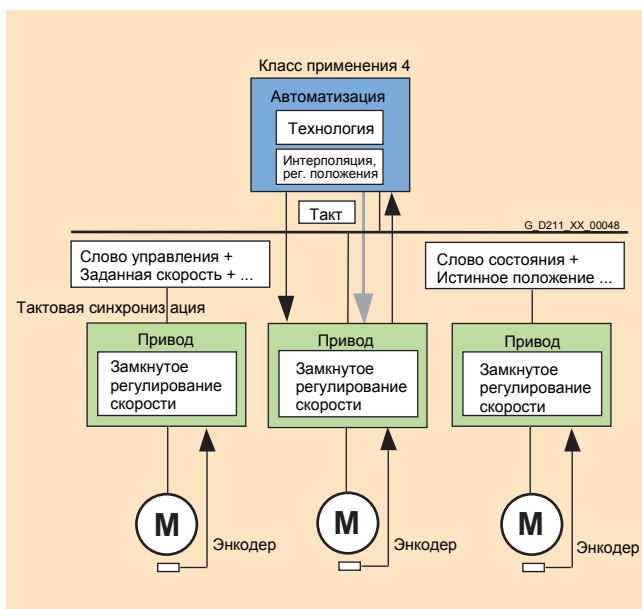 Класс применения 4
Автоматизация
Технология
Интерполяция,
рег. положения
Такт
G_D211_XX_00048
Слово управления +
Заданная скорость + ...
Слово состояния +
Истинное положение ...
Тактовая синхронизация
Привод
Замкнутое
регулирование
скорости
Привод
Замкнутое
регулирование
скорости
Привод
Замкнутое
регулирование
скорости
M
Энкодер
M
Энкодер
M
Энкодер